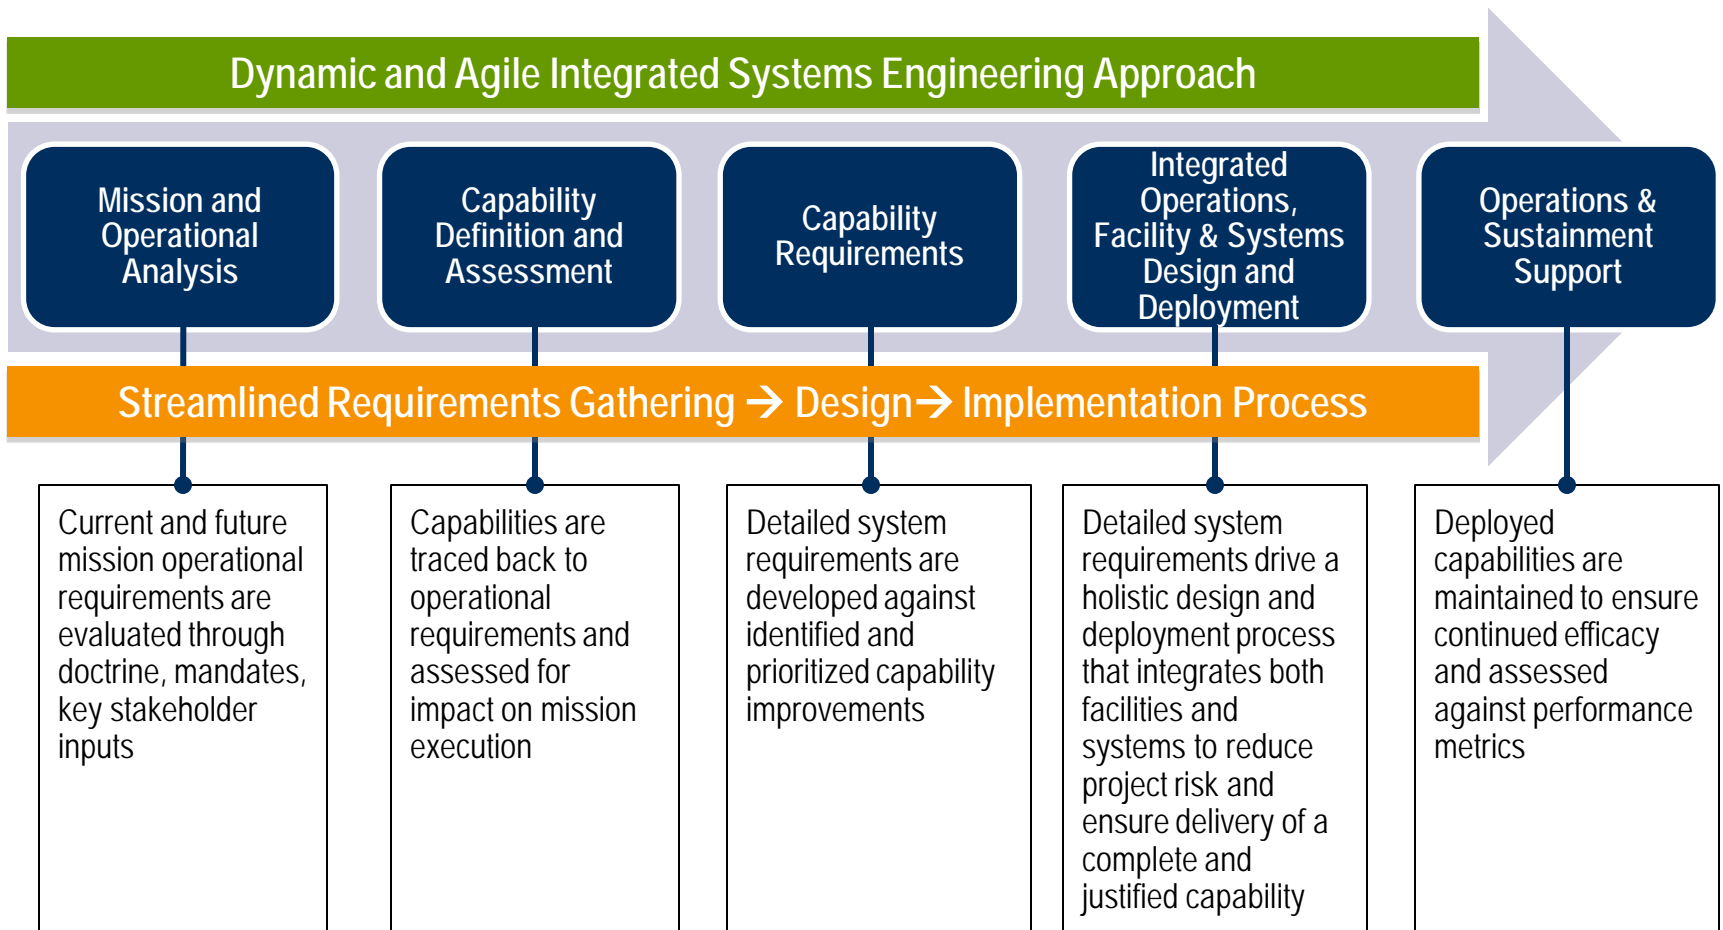 Dynamic and Agile Integrated Systems Engineering Approach
Mission and
Operational
Analysis
Capability
Definition and
Assessment
Capability
Requirements
Integrated
Operations,
Facility & Systems
Design and
Deployment
Operations &
Sustainment
Support
Streamlined Requirements Gathering → Design→ Implementation Process
Current and future
mission operational
requirements are
evaluated through
doctrine, mandates,
key stakeholder
inputs
Capabilities are
traced back to
operational
requirements and
assessed for
impact on mission
execution
Detailed system
requirements are
developed against
identified and
prioritized capability
improvements
Detailed system
requirements drive a
holistic design and
deployment process
that integrates both
facilities and
systems to reduce
project risk and
ensure delivery of a
complete and
justified capability
Deployed
capabilities are
maintained to ensure
continued efficacy
and assessed
against performance
metrics